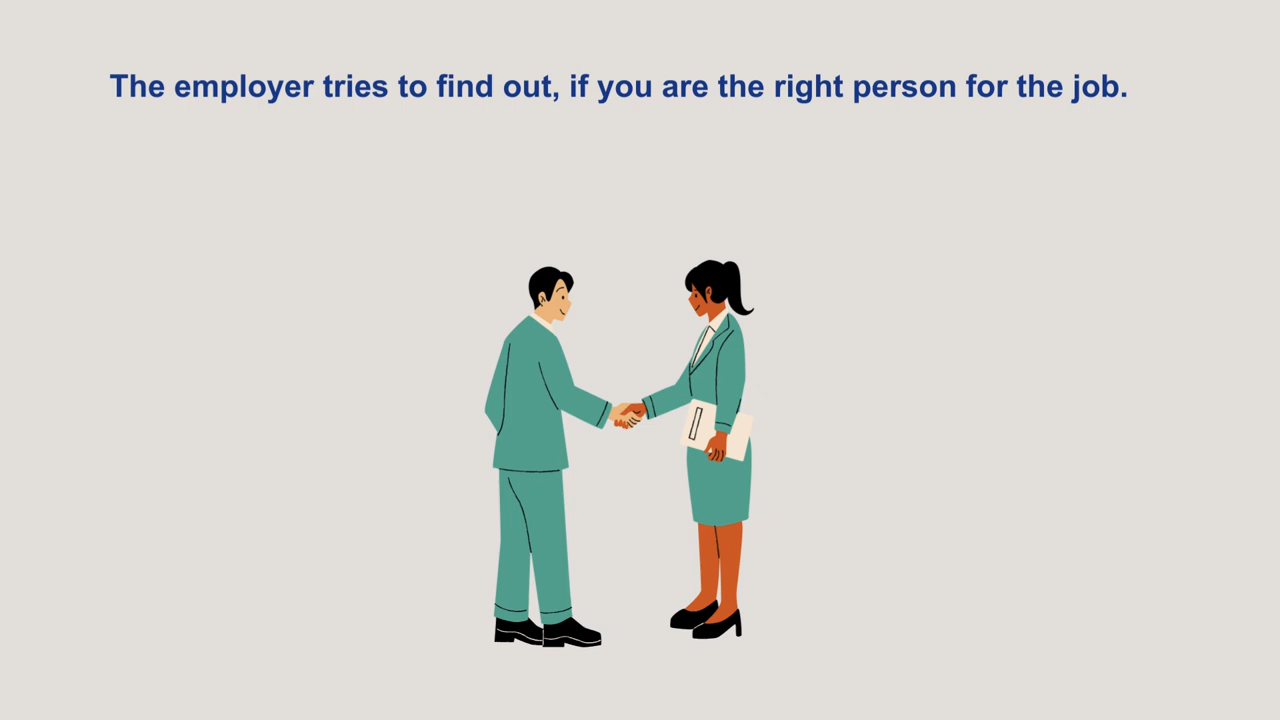 The employer tries to find out, if you are the right person for the job.